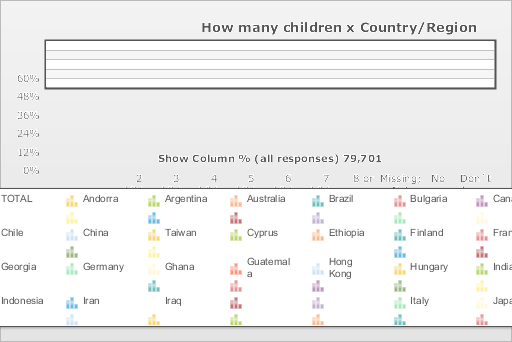 How many children x Country/Region
60%
48%
36%
24%
12%
0%
Show Column % (all responses) 79,701
2 3 4 5 6 7 8 or Missing: No Don´t
TOTAL Andorra Argentina Australia Brazil Bulgaria
Chile China Taiwan Cyprus Ethiopia Finland
Georgia Germany Ghana Guatemal
a Hong
Kong Hungary
Indonesia Iran Iraq Italy